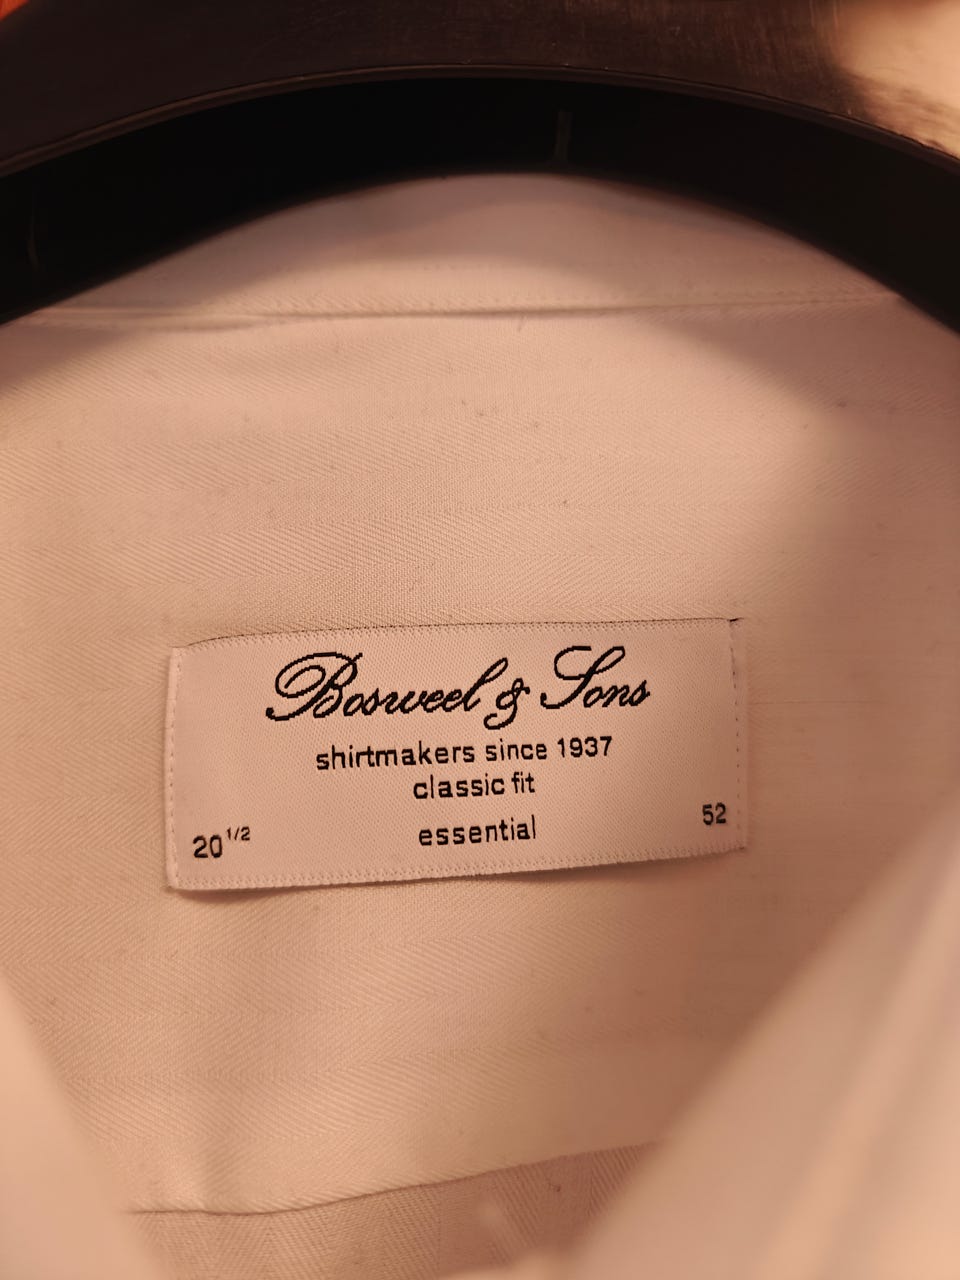 Bosweel & Sons
shirtmakers since 1937
classic fit
20 1/2 essential 52